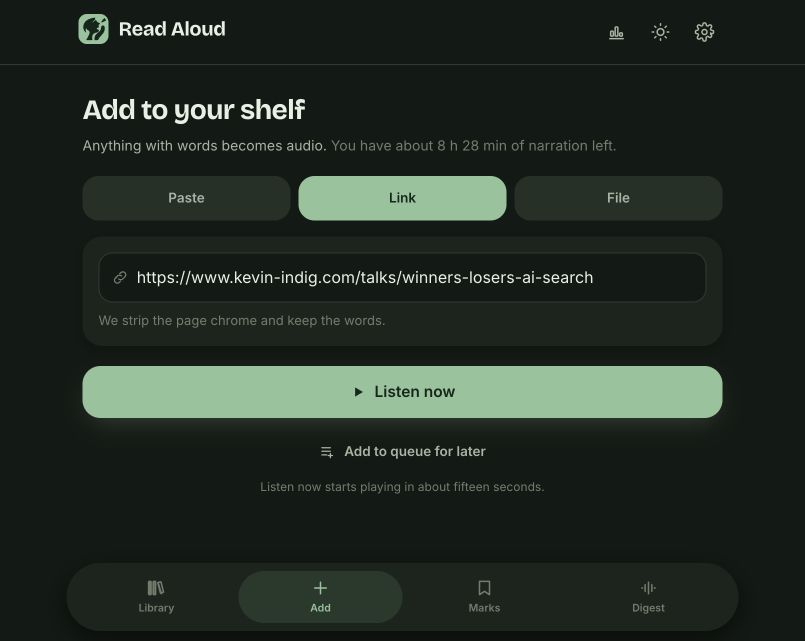 Read Aloud
Add to your shelf
Anything with words becomes audio. You have about 8 h 28 min of narration left.
Paste
Link
File
https://www.kevin-indig.com/talks/winners-losers-ai-search
We strip the page chrome and keep the words.
Listen now
Add to queue for later
Listen now starts playing in about fifteen seconds.
Library
Add
Marks
Digest